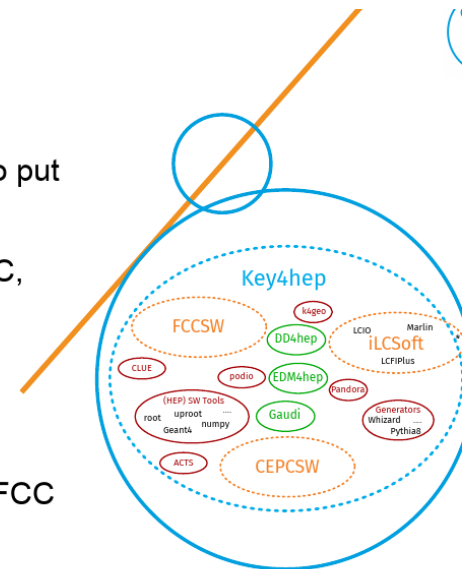 o put
C,
FCC
Key4hep
k4geo
FCCSW
DD4hep
LCIO
Marlin
iLCSoft
LCFIPlus
CLUE
podio
EDM4hep
Pandora
(HEP) SW Tools
root
uproot
....
Geant4
numpy
Gaudi
Generators
Whizard
....
Pythia8
ACTS
CEPCSW